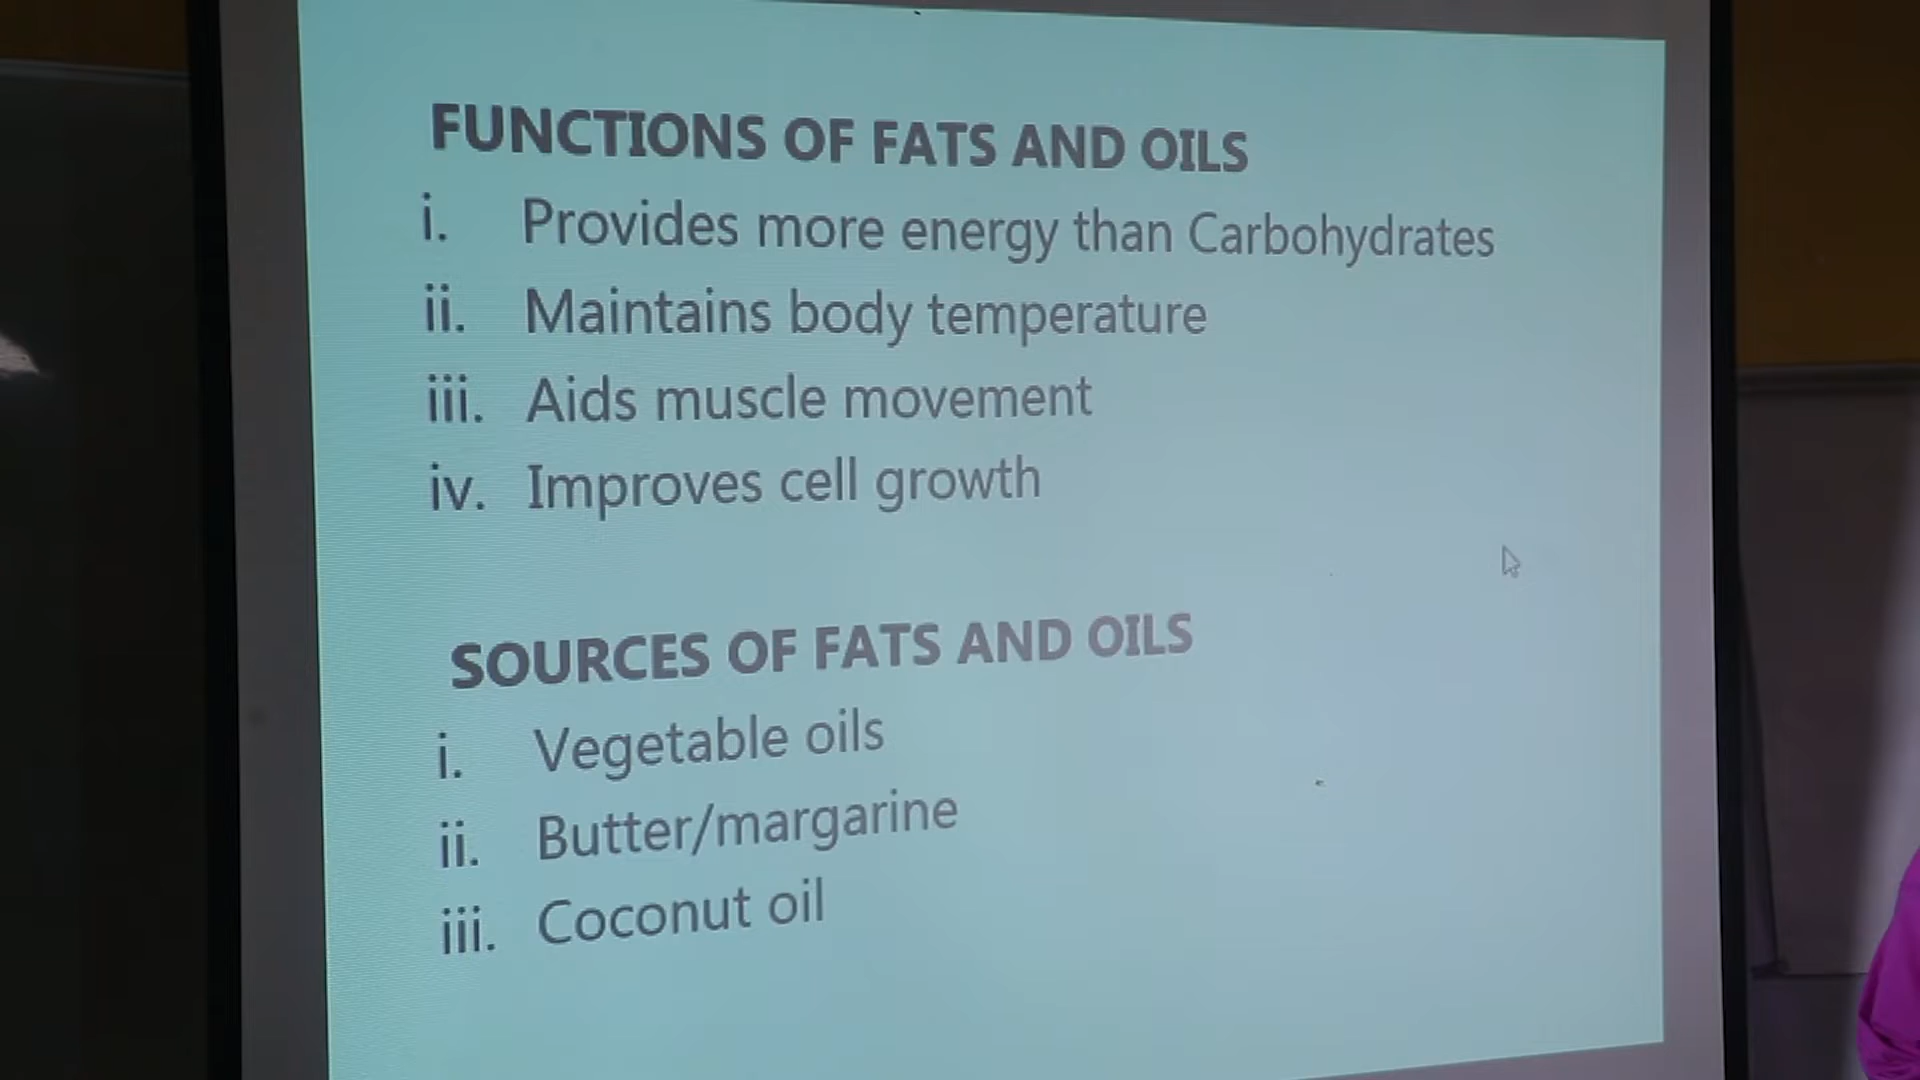 FUNCTIONS OF FATS AND OILS
i. Provides more energy than Carbohydrates
ii. Maintains body temperature
iii. Aids muscle movement
iv. Improves cell growth
SOURCES OF FATS AND OILS
i. Vegetable oils
ii. Butter/margarine
iii. Coconut oil